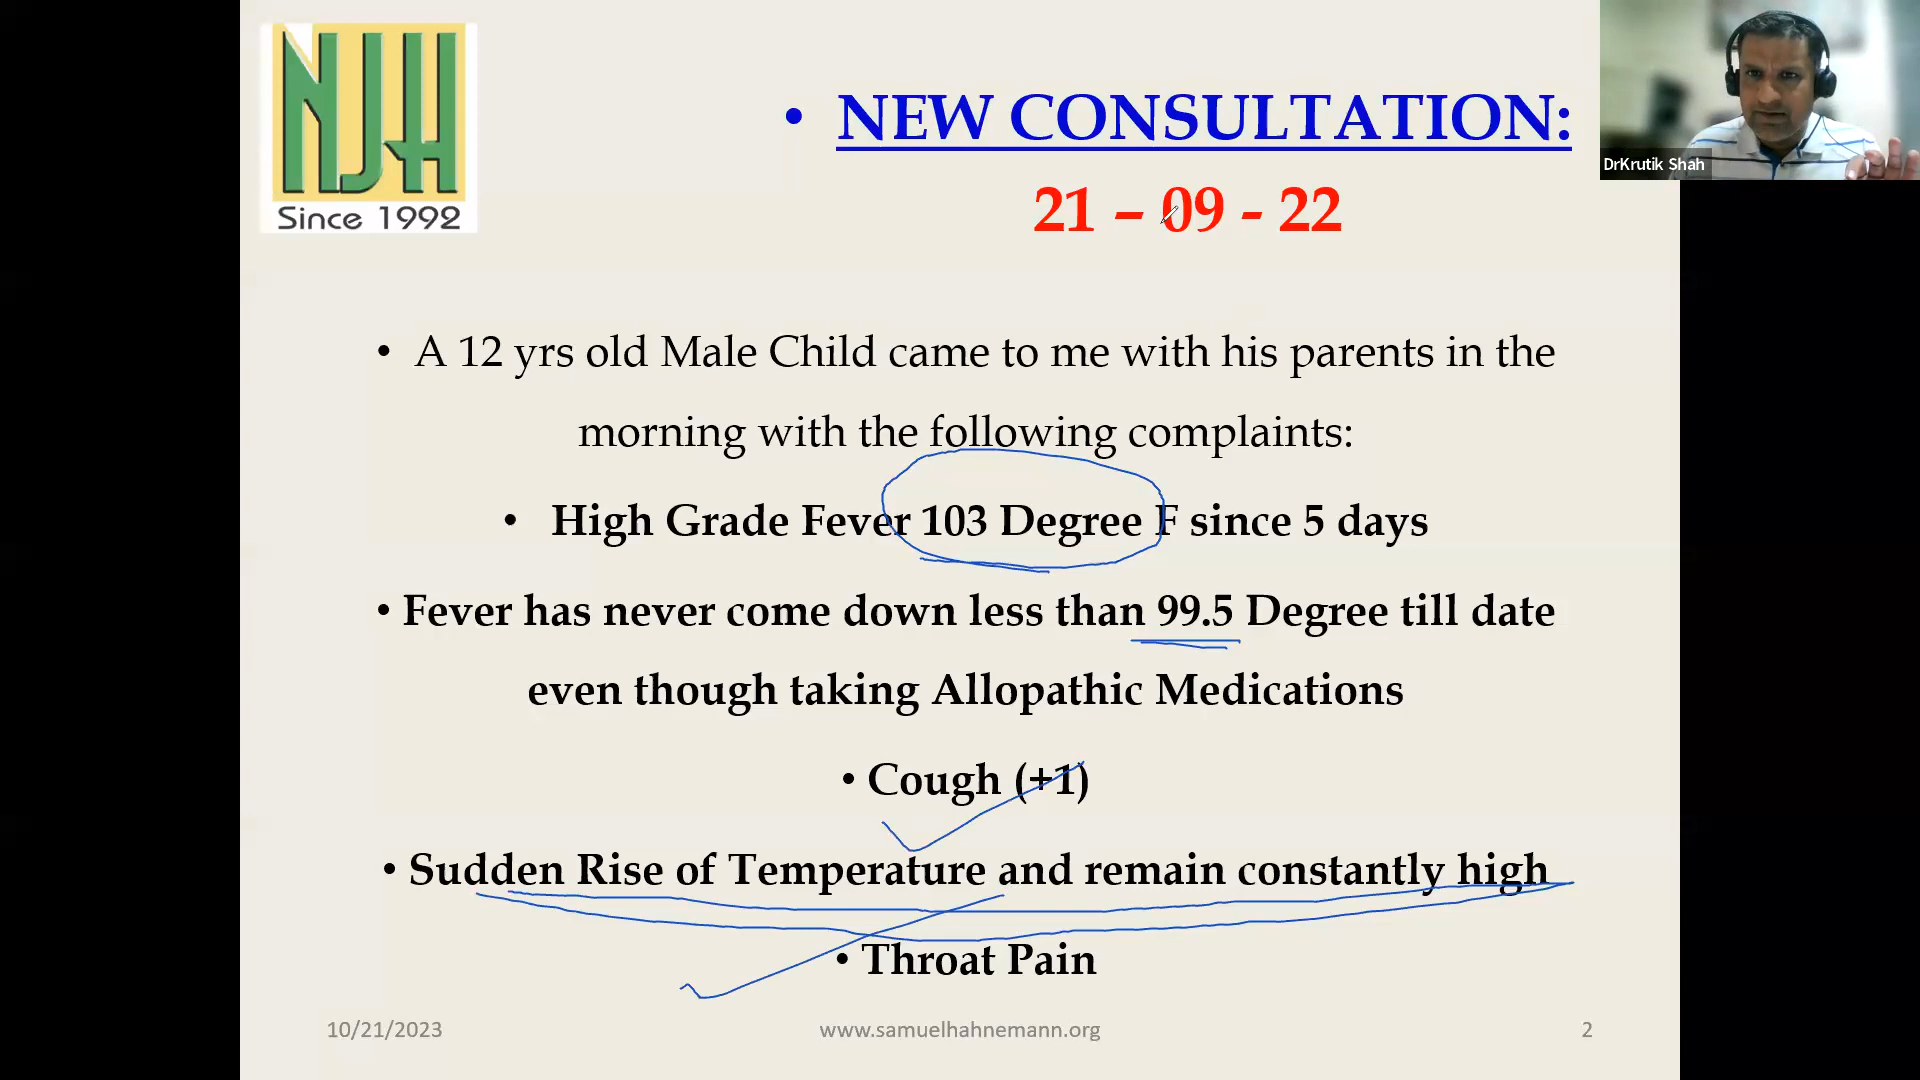 NJH
Since 1992
• NEW CONSULTATION:
21 – 09 - 22
DrKrutik Shah
• A 12 yrs old Male Child came to me with his parents in the
morning with the following complaints:
• High Grade Fever 103 Degree F since 5 days
• Fever has never come down less than 99.5 Degree till date
even though taking Allopathic Medications
• Cough (+1)
• Sudden Rise of Temperature and remain constantly high
• Throat Pain
10/21/2023
www.samuelhahnemann.org
2